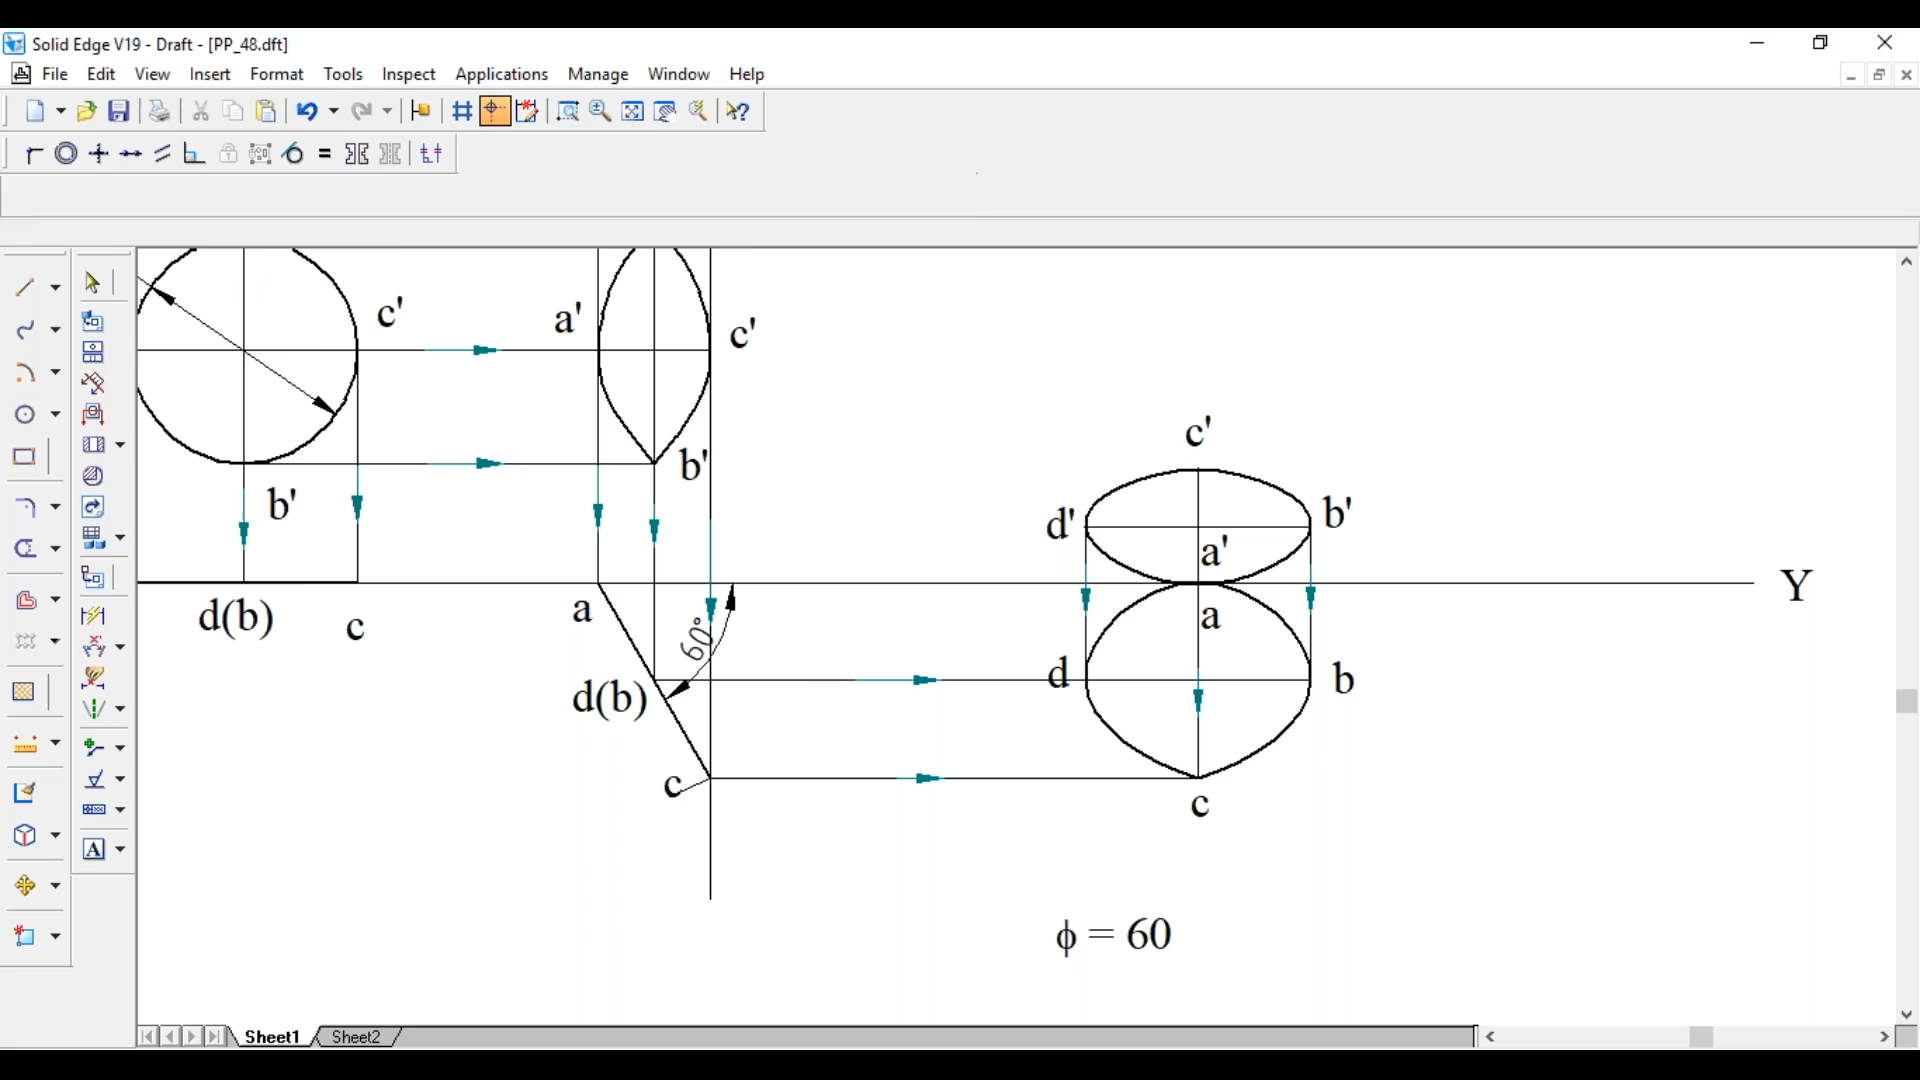 Solid Edge V19 - Draft - [PP_48.dft]
File Edit View Insert Format Tools Inspect Applications Manage Window Help
c'
a'
c'
b'
b'
c'
d'
b'
a'
Y
d(b)
c
a
60°
a
d(b)
d
b
c
c
ϕ = 60
A
Sheet1 Sheet2